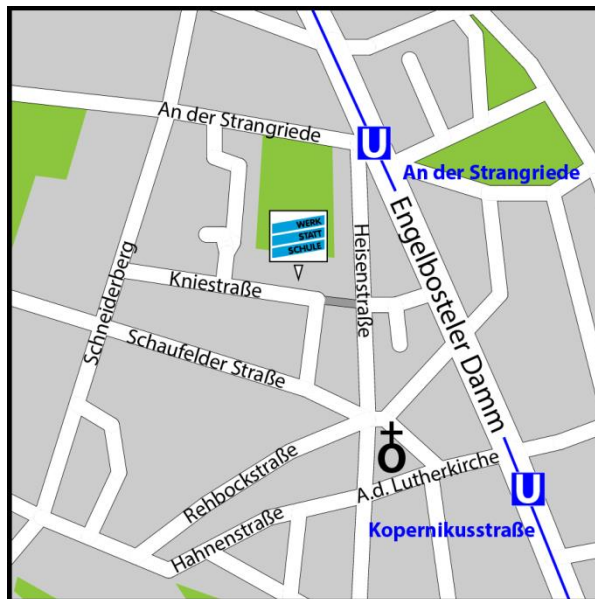 An der Strangriede
U
An der Strangriede
WERK
STATT
SCHULE
Engelbosteler Damm
Heisenstraße
Schneiderberg
Kniestraße
Schaufelder Straße
Rehbockstraße
A.d. Lutherkirche
U
Hahnenstraße
Kopernikusstraße